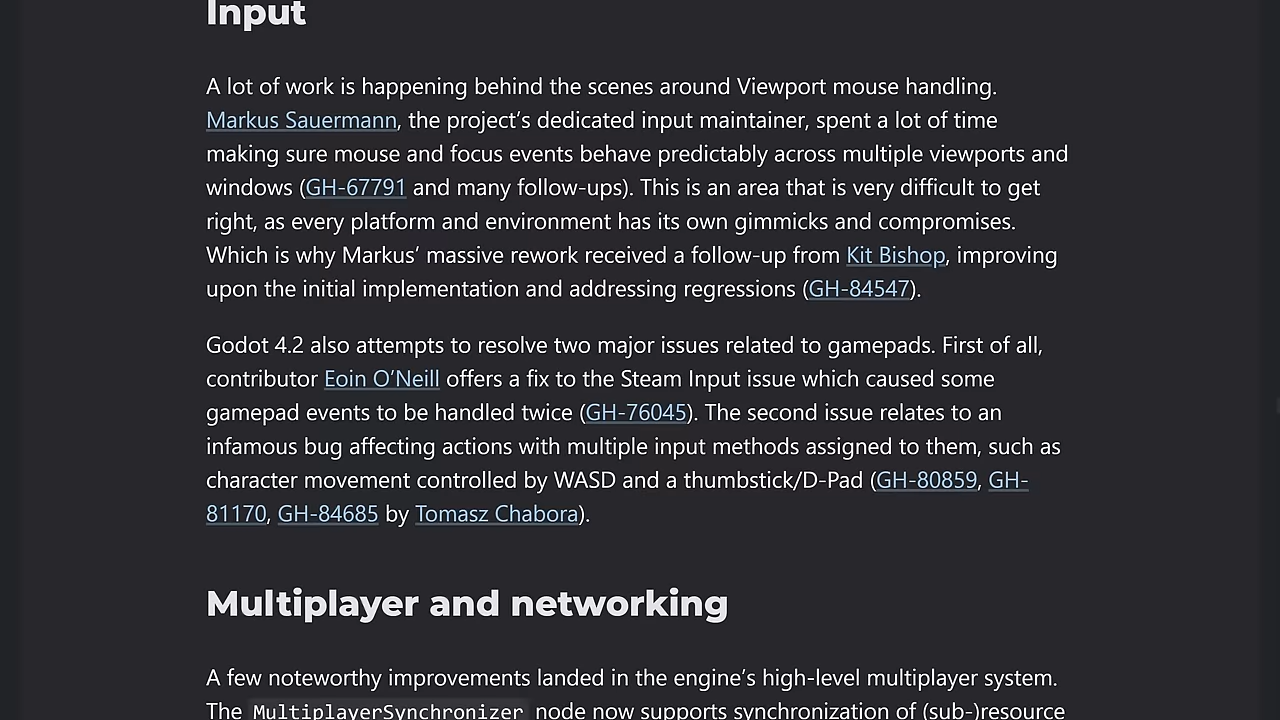 Input
A lot of work is happening behind the scenes around Viewport mouse handling.
Markus Sauermann, the project’s dedicated input maintainer, spent a lot of time
making sure mouse and focus events behave predictably across multiple viewports and
windows (GH-67791 and many follow-ups). This is an area that is very difficult to get
right, as every platform and environment has its own gimmicks and compromises.
Which is why Markus’ massive rework received a follow-up from Kit Bishop, improving
upon the initial implementation and addressing regressions (GH-84547).
Godot 4.2 also attempts to resolve two major issues related to gamepads. First of all,
contributor Eoin O’Neill offers a fix to the Steam Input issue which caused some
gamepad events to be handled twice (GH-76045). The second issue relates to an
infamous bug affecting actions with multiple input methods assigned to them, such as
character movement controlled by WASD and a thumbstick/D-Pad (GH-80859, GH-
81170, GH-84685 by Tomasz Chabora).
Multiplayer and networking
A few noteworthy improvements landed in the engine’s high-level multiplayer system.
The MultiplayerSynchronizer node now supports synchronization of (sub-)resource